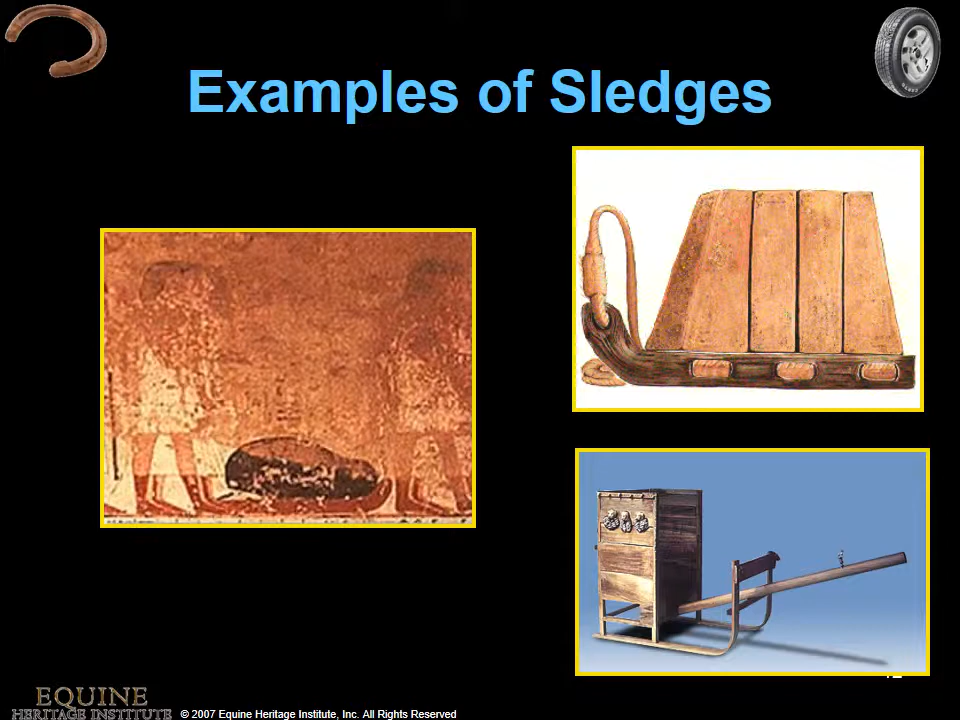 Examples of Sledges
EQUINE
HERITAGE INSTITUTE
© 2007 Equine Heritage Institute, Inc. All Rights Reserved